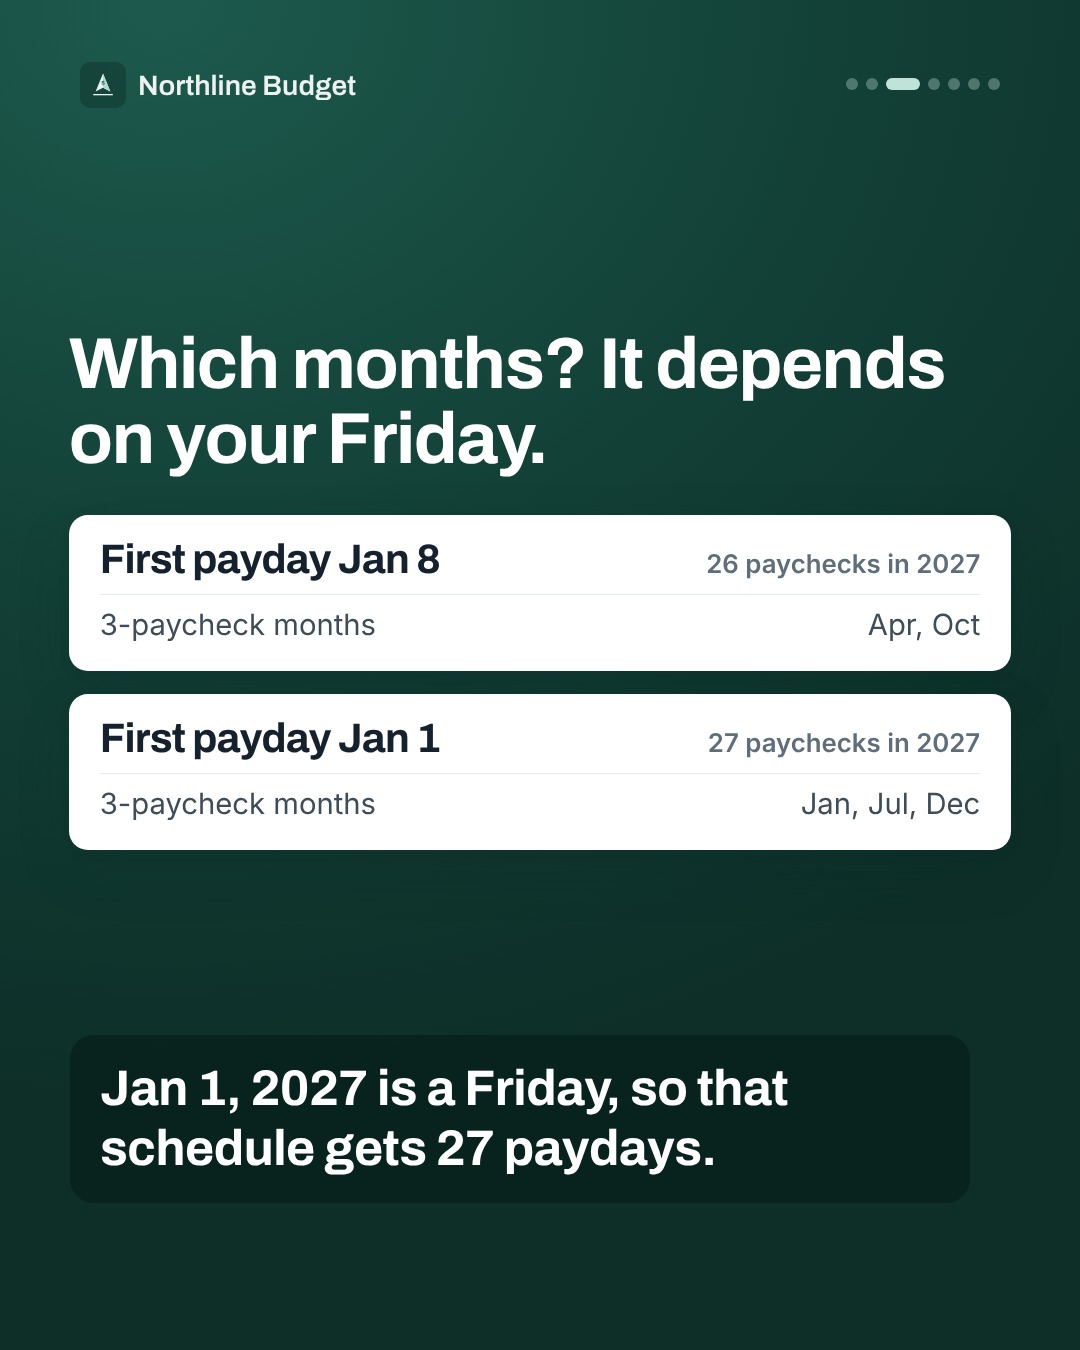 Northline Budget
Which months? It depends
on your Friday.
First payday Jan 8
26 paychecks in 2027
3-paycheck months
Apr, Oct
First payday Jan 1
27 paychecks in 2027
3-paycheck months
Jan, Jul, Dec
Jan 1, 2027 is a Friday, so that
schedule gets 27 paydays.